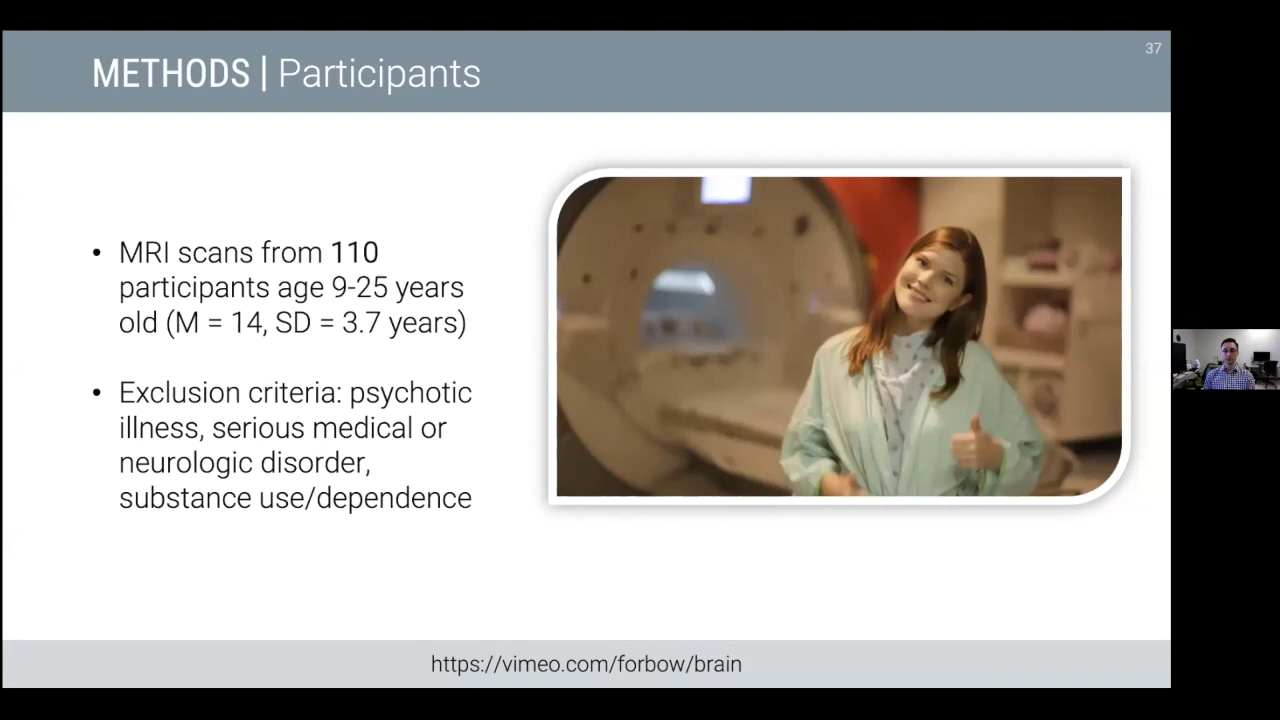 37
METHODS | Participants
• MRI scans from 110
participants age 9-25 years
old (M = 14, SD = 3.7 years)
• Exclusion criteria: psychotic
illness, serious medical or
neurologic disorder,
substance use/dependence
https://vimeo.com/forbow/brain